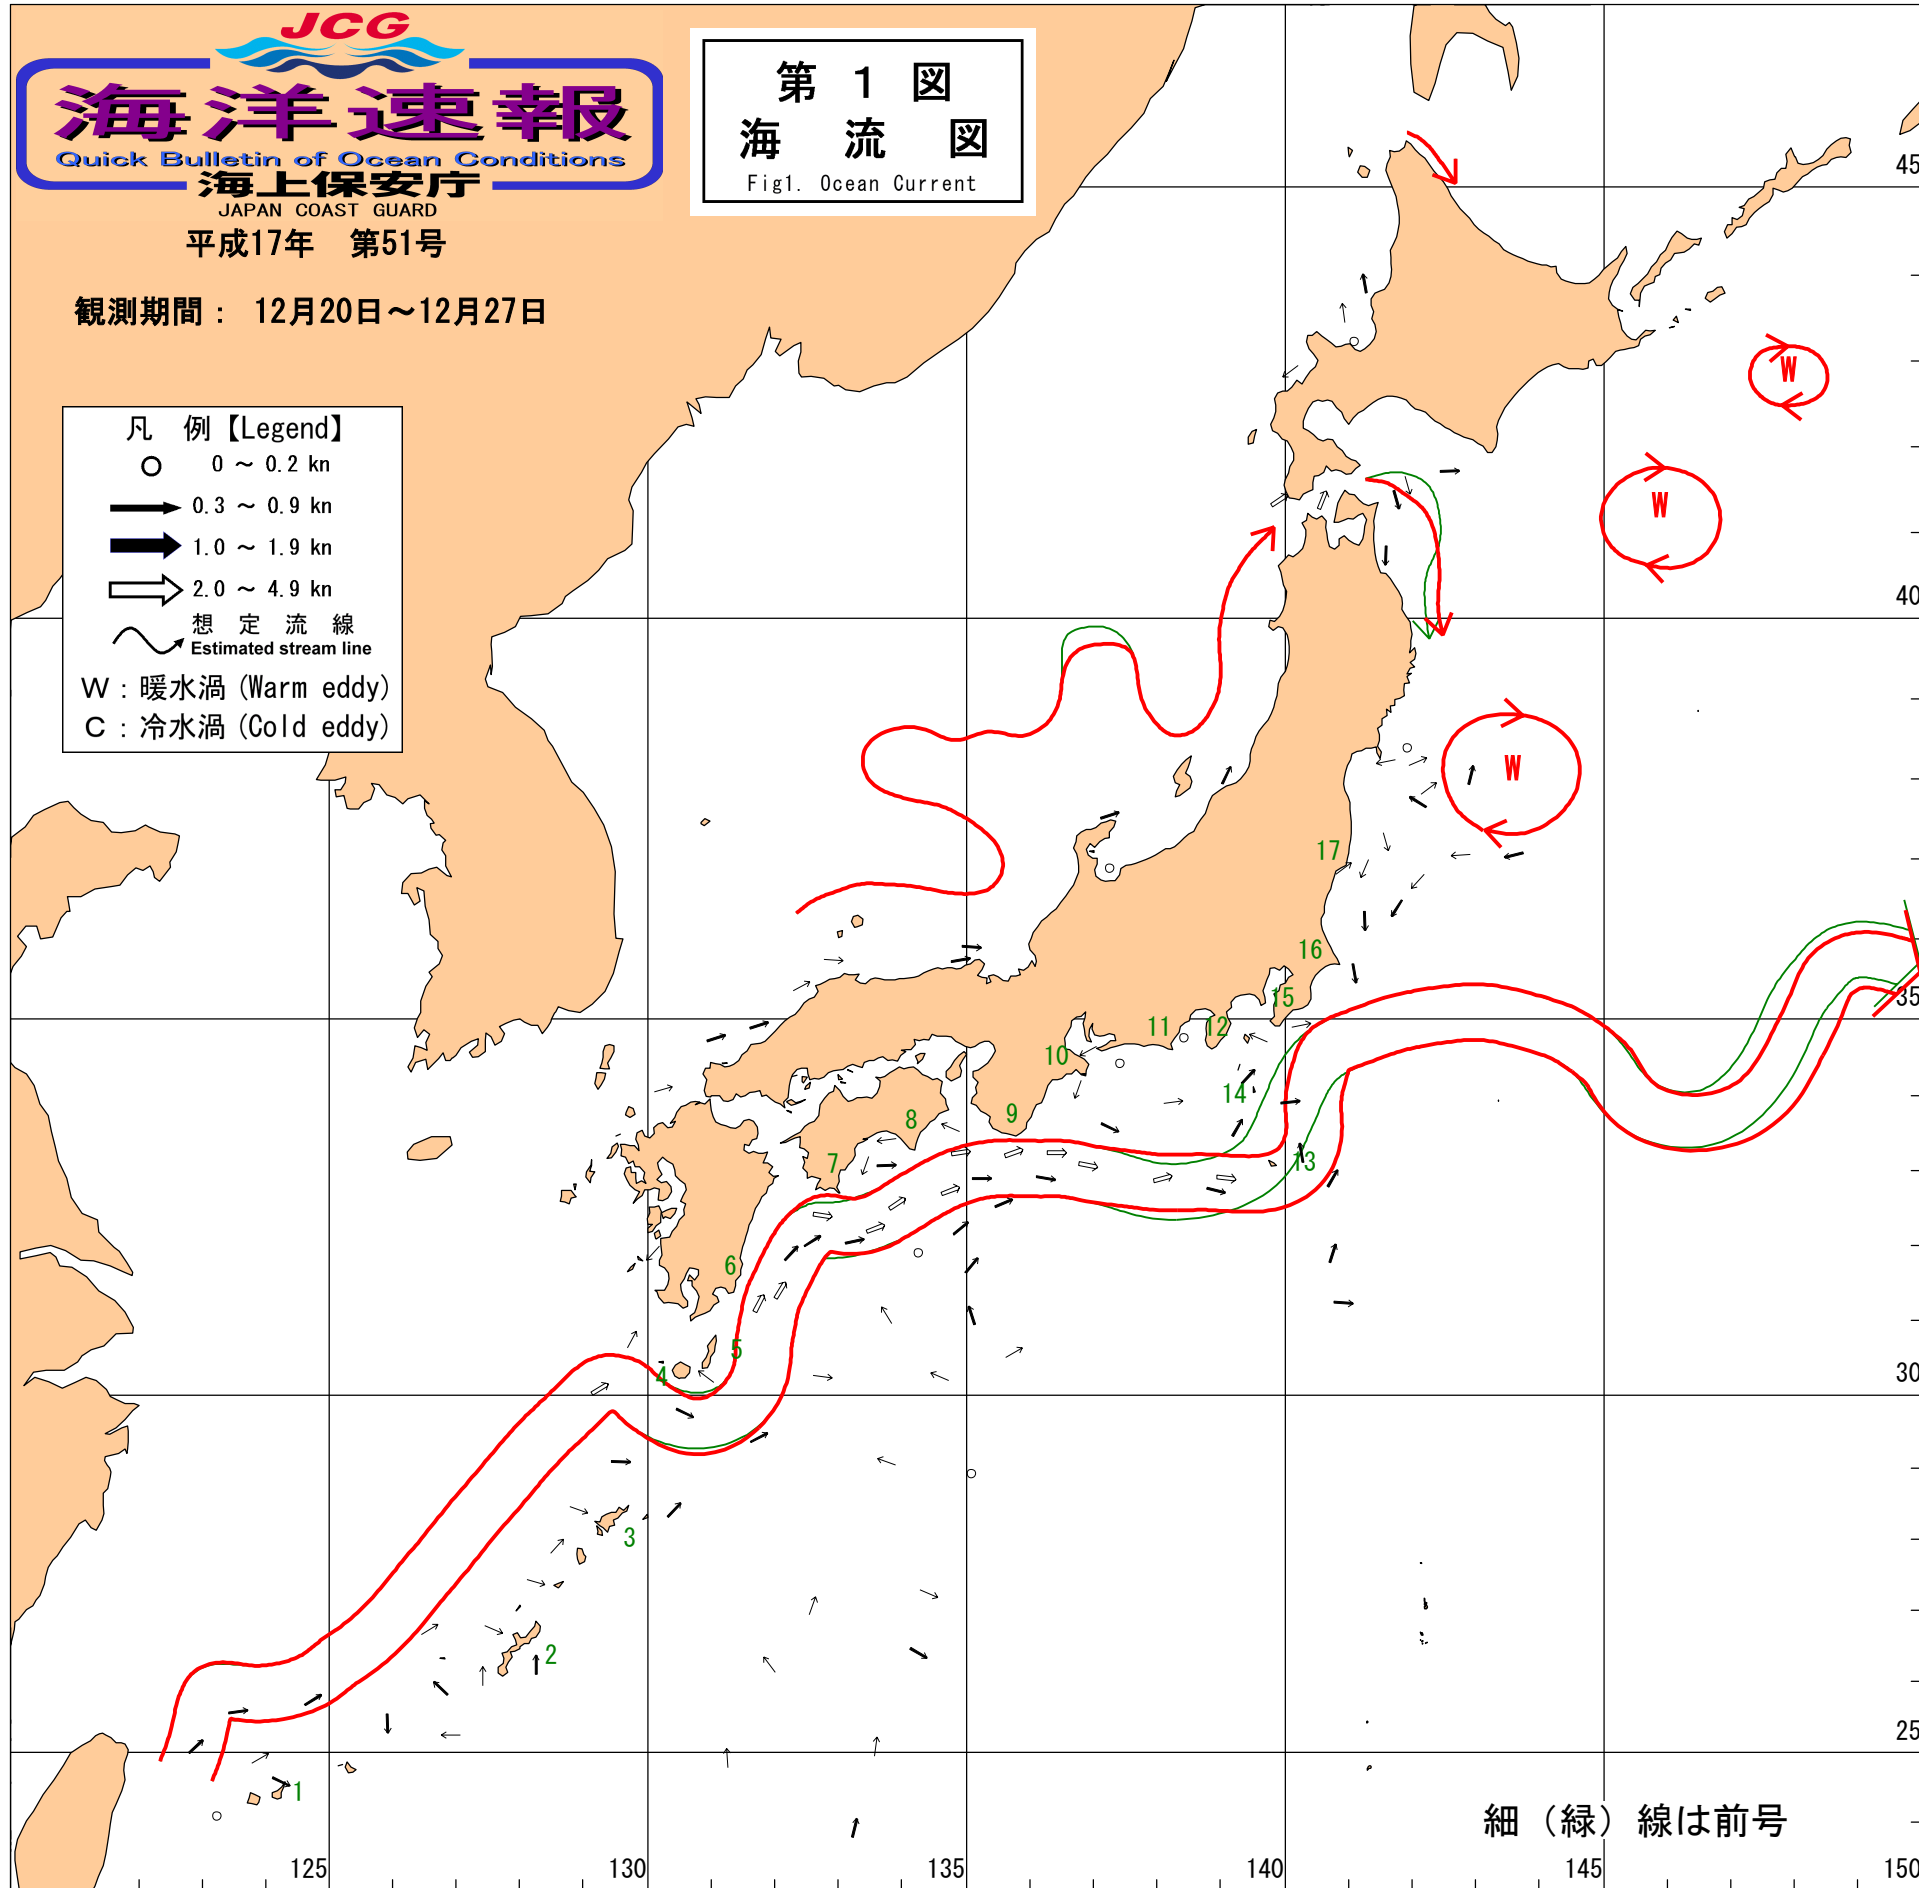 JCG
海洋速報
Quick Bulletin of Ocean Conditions
海上保安庁
JAPAN COAST GUARD
平成17年 第51号
観測期間： 12月20日～12月27日
第 1 図
海 流 図
Fig1. Ocean Current
凡 例【Legend】
0 ～ 0.2 kn
0.3 ～ 0.9 kn
1.0 ～ 1.9 kn
2.0 ～ 4.9 kn
想 定 流 線
Estimated stream line
W：暖水渦(Warm eddy)
C：冷水渦(Cold eddy)
45
W
W
40
W
17
16
15
35
11
12
10
14
8
9
7
13
6
5
4
30
3
2
25
1
細（緑）線は前号
125
130
135
140
145
150